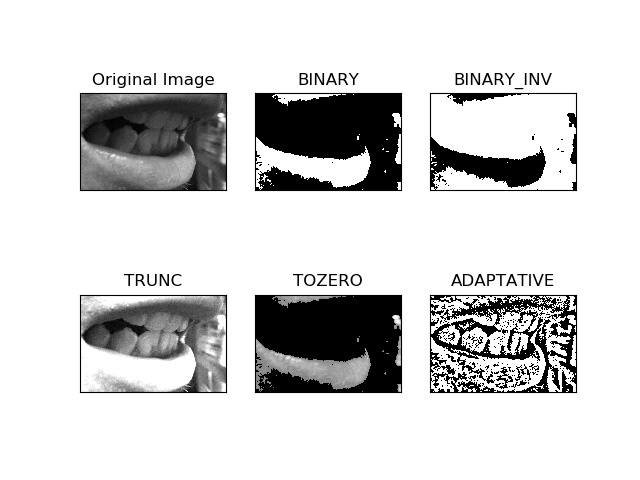 Original Image
BINARY
BINARY_INV
TRUNC
TOZERO
ADAPTATIVE